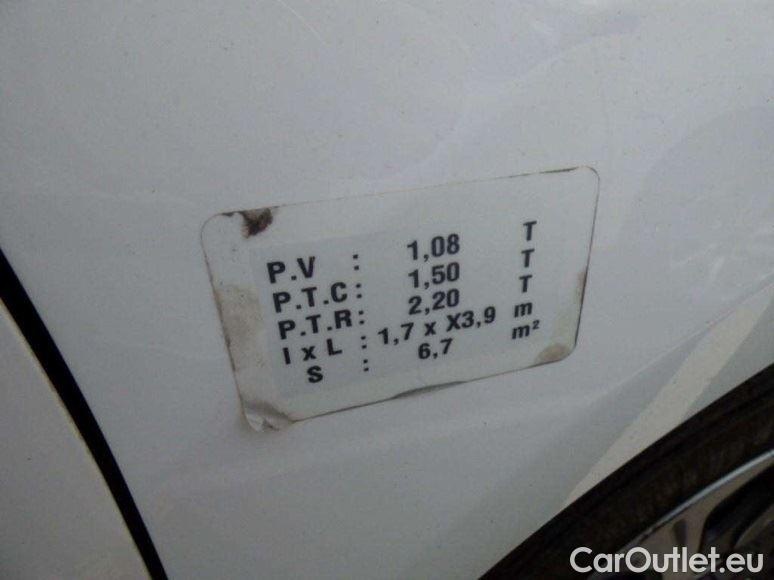 P.V : 1,08 T
P.T.C: 1,50 T
P.T.R: 2,20 T
l x L : 1,7 x X3,9 m
S : 6,7 m²
CarOutlet.eu